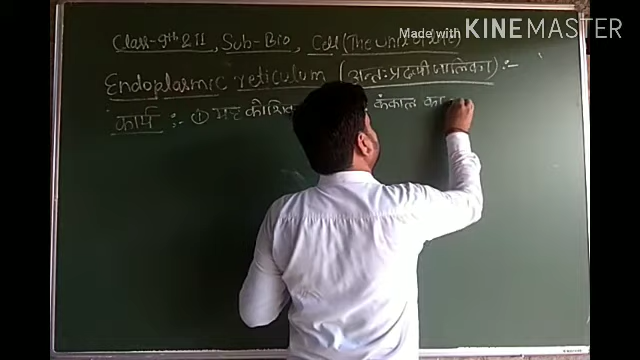 Made with KINEMASTER
Class-9th & 11, Sub-Bio, Cell (The unit of life)
Endoplasmic reticulum (अन्तः प्रद्रव्यी जालिका) :-
कार्य :- ① यह कोशिका कंकाल का